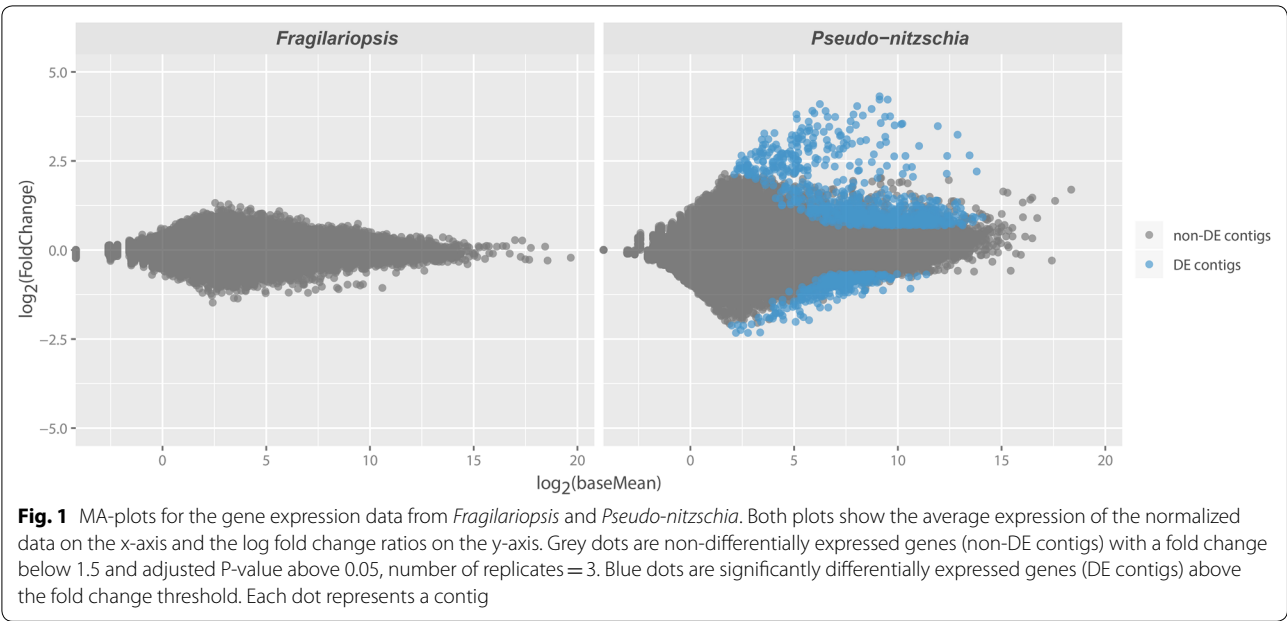 Fragilariopsis
Pseudo−nitzschia
5.0
2.5
0.0
−2.5
−5.0
log2(FoldChange)
0 5 10 15 20
0 5 10 15 20
log2(baseMean)
non-DE contigs
DE contigs
Fig. 1 MA-plots for the gene expression data from Fragilariopsis and Pseudo-nitzschia. Both plots show the average expression of the normalized
data on the x-axis and the log fold change ratios on the y-axis. Grey dots are non-differentially expressed genes (non-DE contigs) with a fold change
below 1.5 and adjusted P-value above 0.05, number of replicates = 3. Blue dots are significantly differentially expressed genes (DE contigs) above
the fold change threshold. Each dot represents a contig